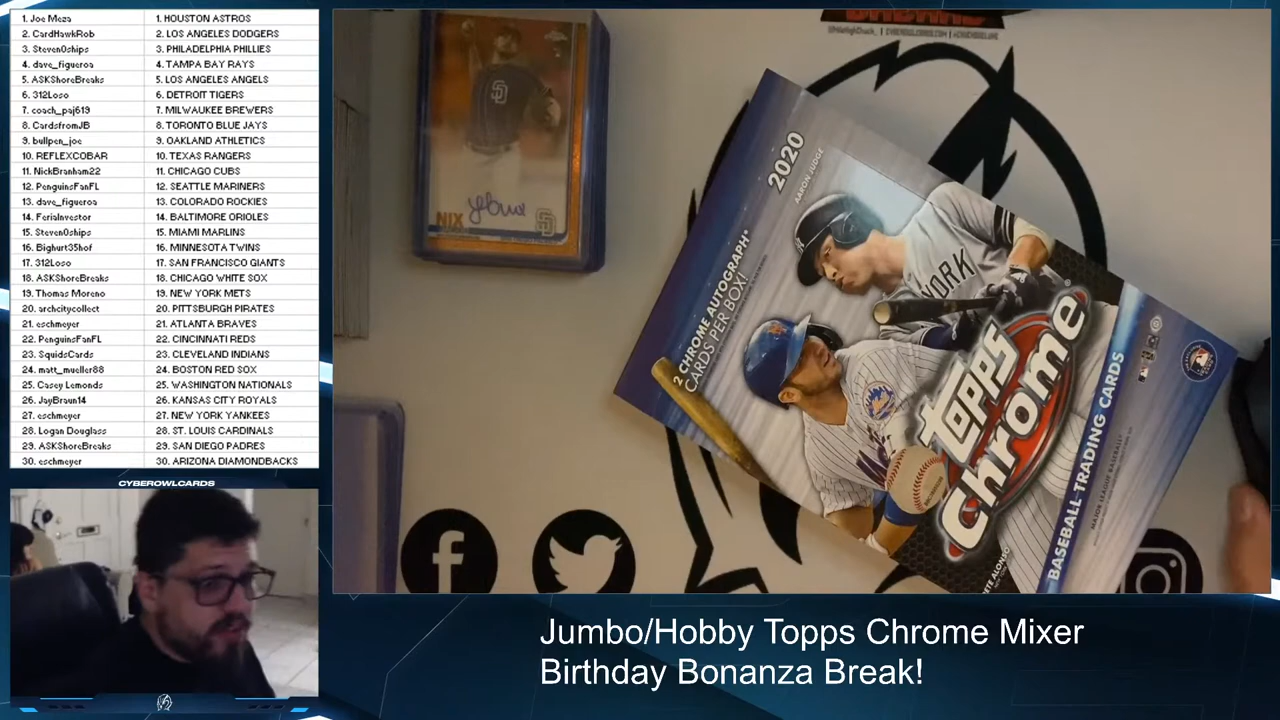 1. Joe Meza 1. HOUSTON ASTROS
2. CardHawkRob 2. LOS ANGELES DODGERS
3. Steven0ships 3. PHILADELPHIA PHILLIES
4. dave_figueroa 4. TAMPA BAY RAYS
5. ASKShoreBreaks 5. LOS ANGELES ANGELS
6. 312Loso 6. DETROIT TIGERS
7. coach_paj619 7. MILWAUKEE BREWERS
8. CardsfromJB 8. TORONTO BLUE JAYS
9. bullpen_joe 9. OAKLAND ATHLETICS
10. REFLEXCOBAR 10. TEXAS RANGERS
11. NickBranham22 11. CHICAGO CUBS
12. PenguinsFanFL 12. SEATTLE MARINERS
13. dave_figueroa 13. COLORADO ROCKIES
14. FeriaInvestor 14. BALTIMORE ORIOLES
15. Steven0ships 15. MIAMI MARLINS
16. Bighurt35hof 16. MINNESOTA TWINS
17. 312Loso 17. SAN FRANCISCO GIANTS
18. ASKShoreBreaks 18. CHICAGO WHITE SOX
19. Thomas Moreno 19. NEW YORK METS
20. archcitycollect 20. PITTSBURGH PIRATES
21. eschmeyer 21. ATLANTA BRAVES
22. PenguinsFanFL 22. CINCINNATI REDS
23. SquidsCards 23. CLEVELAND INDIANS
24. matt_mueller88 24. BOSTON RED SOX
25. Casey Lemonds 25. WASHINGTON NATIONALS
26. JayBraun14 26. KANSAS CITY ROYALS
27. eschmeyer 27. NEW YORK YANKEES
28. Logan Douglass 28. ST. LOUIS CARDINALS
29. ASKShoreBreaks 29. SAN DIEGO PADRES
30. eschmeyer 30. ARIZONA DIAMONDBACKS
CYBEROWLCARDS
NIX
SD
2020
AARON JUDGE
2 CHROME AUTOGRAPH*
CARDS PER BOX!
YORK
topps
Chrome
BASEBALL TRADING CARDS
Jumbo/Hobby Topps Chrome Mixer
Birthday Bonanza Break!